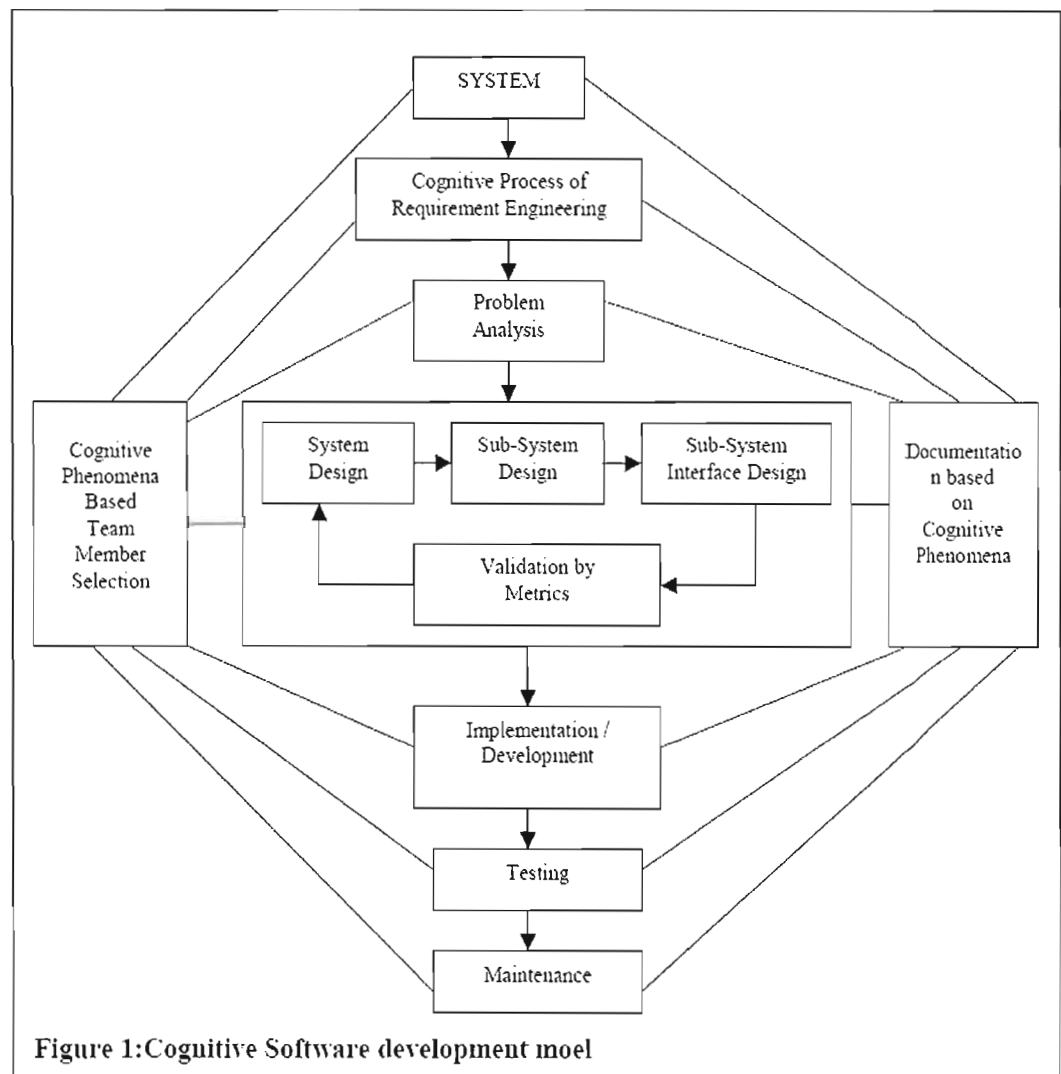 SYSTEM
Cognitive Process of
Requirement Engineering
Problem
Analysis
Cognitive
Phenomena
Based
Team
Member
Selection
System
Design
Sub-System
Design
Sub-System
Interface Design
Validation by
Metrics
Documentatio
n based
on
Cognitive
Phenomena
Implementation /
Development
Testing
Maintenance
Figure 1:Cognitive Software development moel